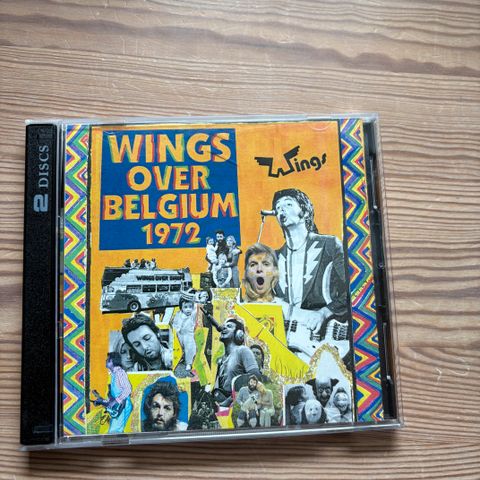 2 DISCS
WINGS
OVER
BELGIUM
1972
Wings
WINGS OVER EUROPE